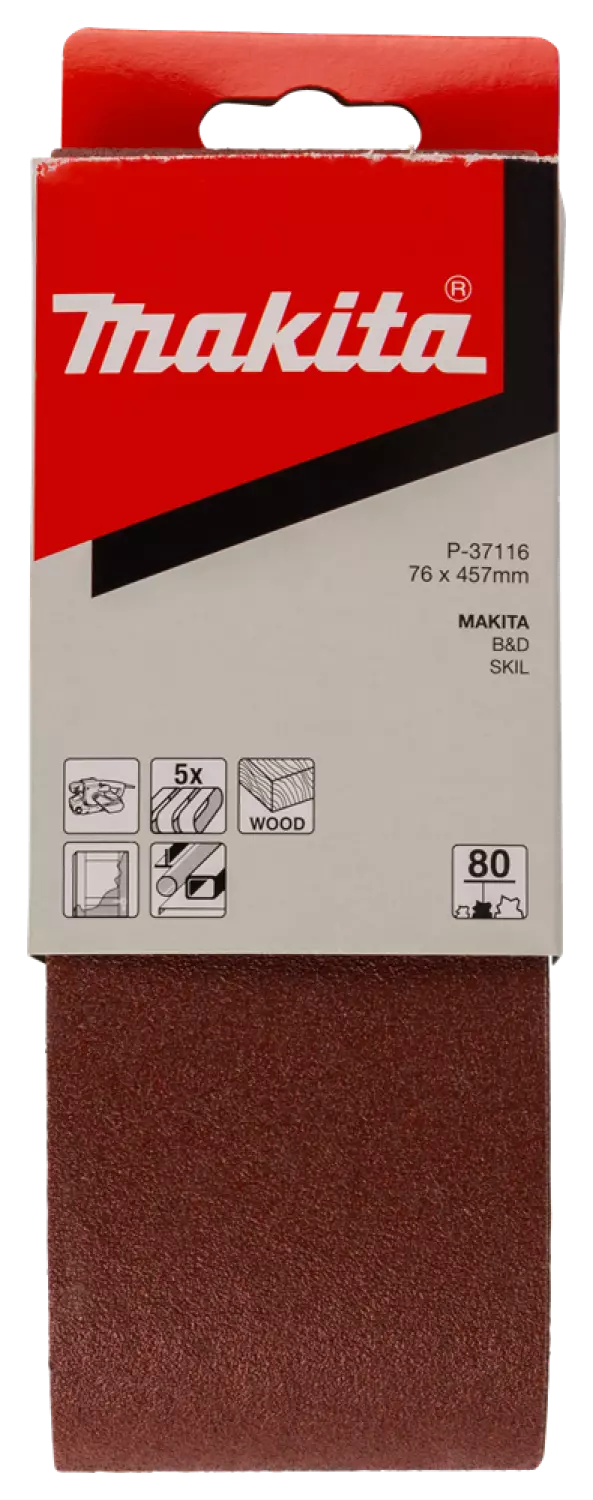 makita®
P-37116
76 x 457mm
MAKITA
B&D
SKIL
5x
WOOD
80